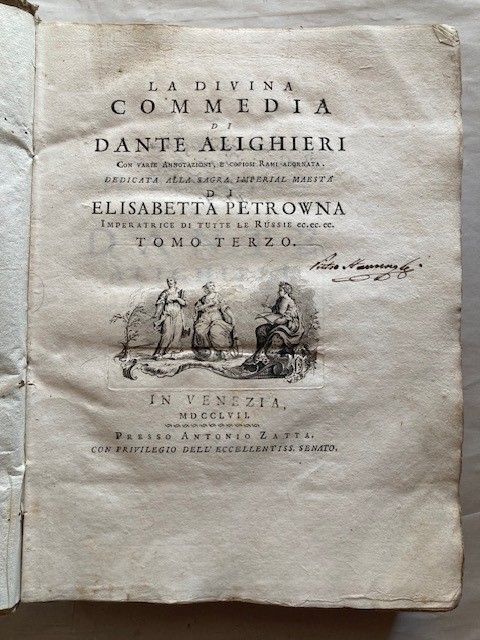 LA DIVINA
COMMEDIA
DI
DANTE ALIGHIERI
CON VARIE ANNOTAZIONI, E COPIOSI RAMI ADORNATA.
DEDICATA ALLA SAGRA IMPERIAL MAESTA'
DI
ELISABETTA PETROWNA
IMPERATRICE DI TUTTE LE RUSSIE ec. ec. ec.
TOMO TERZO.
Pietro
IN VENEZIA,
MDCCLVII.
PRESSO ANTONIO ZATTA.
CON PRIVILEGIO DELL' ECCELLENTISS. SENATO.